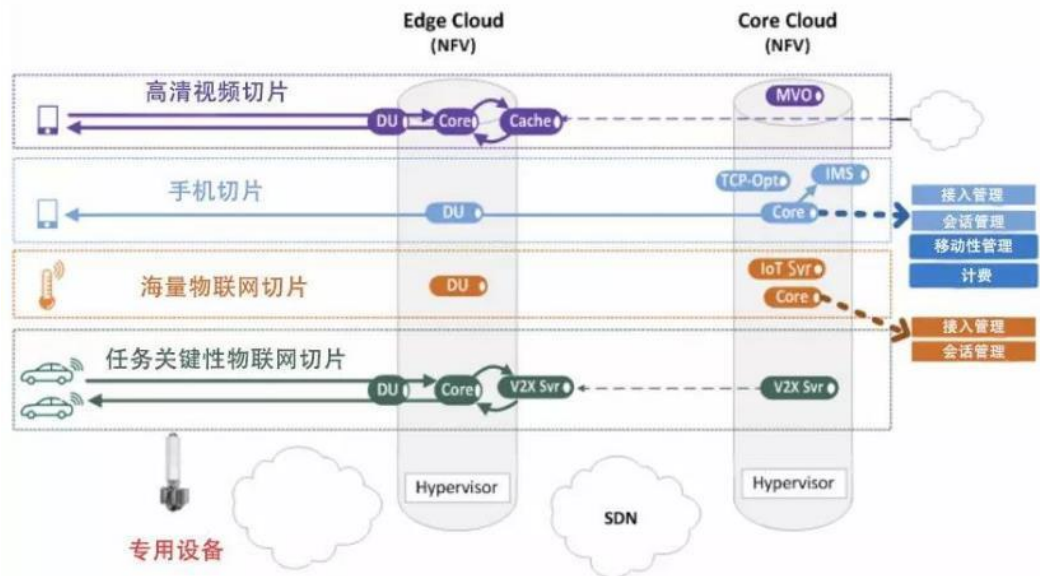 Edge Cloud
(NFV)
Core Cloud
(NFV)
高清视频切片
MVO
DU
Core
Cache
手机切片
TCP-Opt
IMS
DU
Core
接入管理
会话管理
移动性管理
计费
海量物联网切片
IoT Svr
DU
Core
接入管理
会话管理
任务关键性物联网切片
DU
Core
V2X Svr
V2X Svr
Hypervisor
Hypervisor
SDN
专用设备